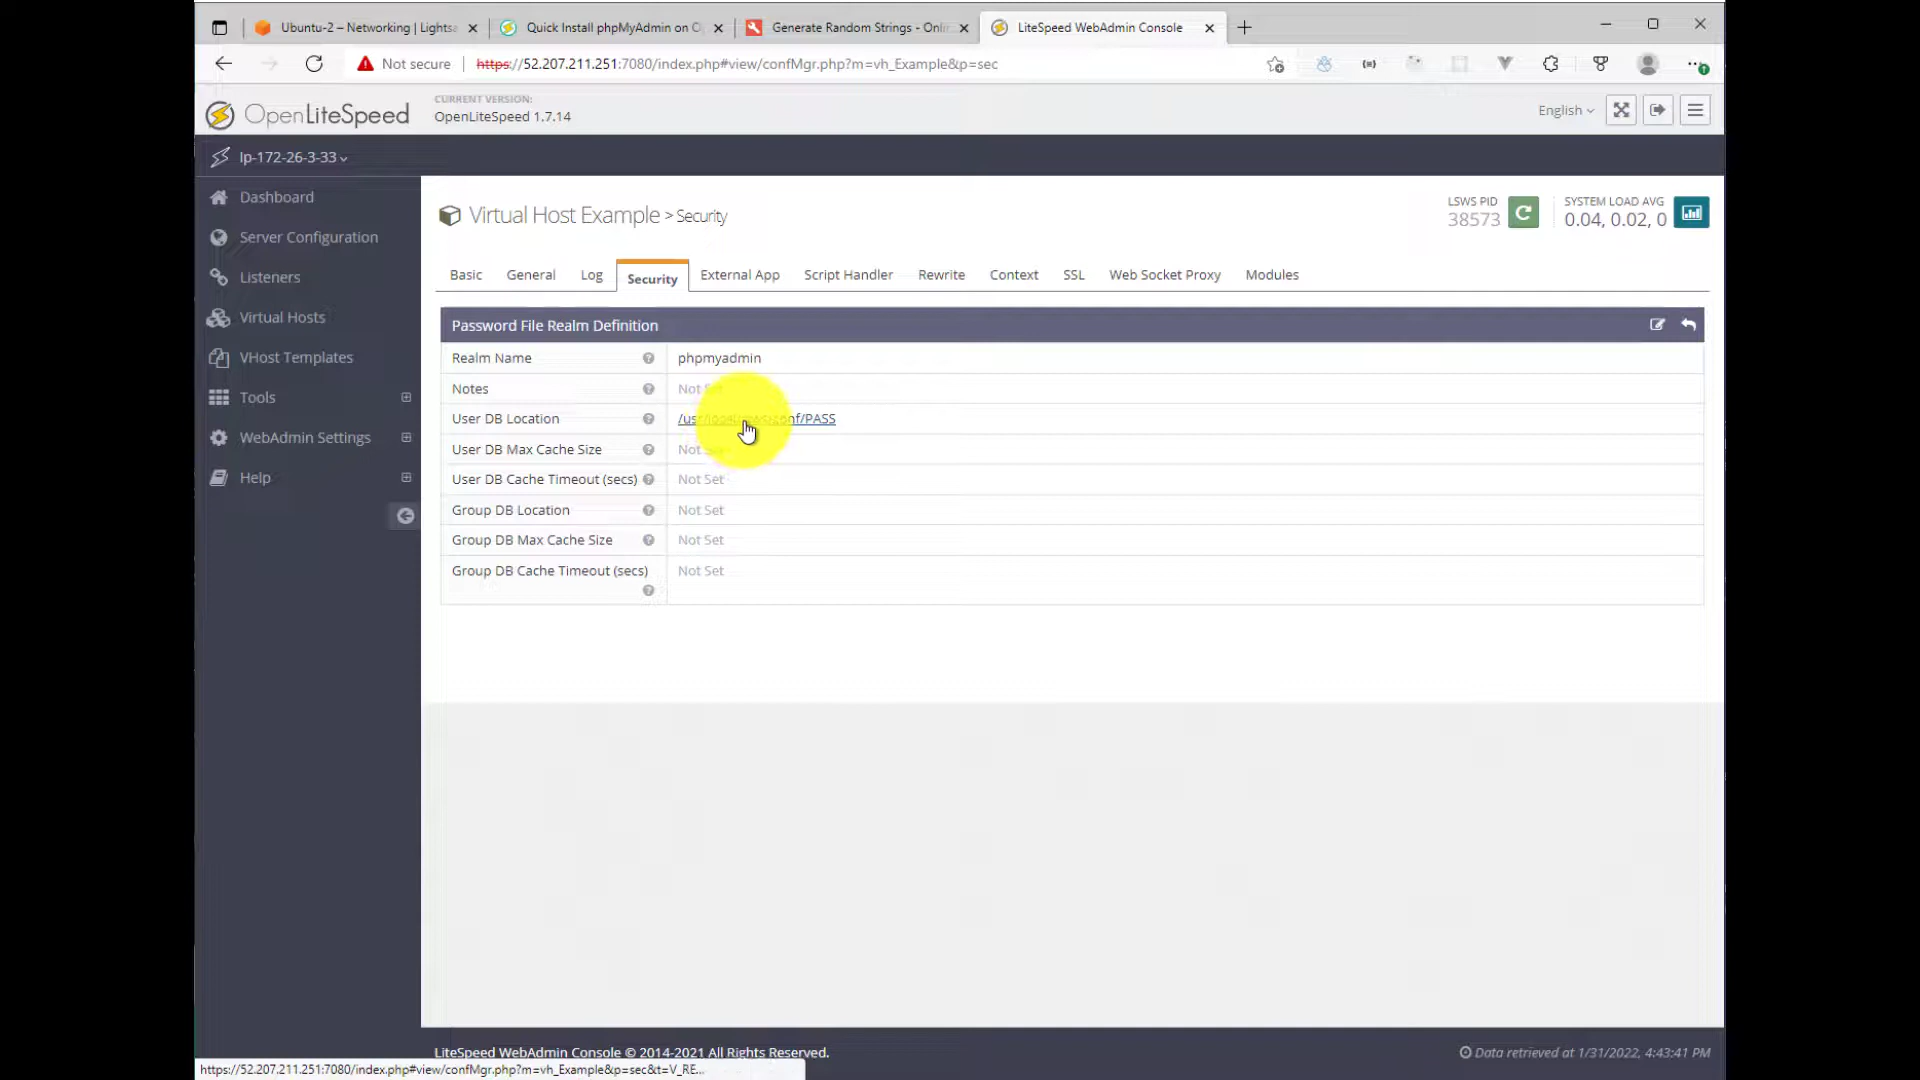 Ubuntu-2 – Networking | Lightsa
Quick Install phpMyAdmin on O
Generate Random Strings - Onli
LiteSpeed WebAdmin Console
Not secure
https://52.207.211.251:7080/index.php#view/confMgr.php?m=vh_Example&p=sec
OpenLiteSpeed
CURRENT VERSION:
OpenLiteSpeed 1.7.14
English
Ip-172-26-3-33
Dashboard
Server Configuration
Listeners
Virtual Hosts
VHost Templates
Tools
WebAdmin Settings
Help
Virtual Host Example > Security
LSWS PID
38573
SYSTEM LOAD AVG
0.04, 0.02, 0
Basic General Log Security External App Script Handler Rewrite Context SSL Web Socket Proxy Modules
Password File Realm Definition
Realm Name phpmyadmin
Notes Not
User DB Location
User DB Max Cache Size Not
User DB Cache Timeout (secs) Not Set
Group DB Location Not Set
Group DB Max Cache Size Not Set
Group DB Cache Timeout (secs) Not Set
LiteSpeed WebAdmin Console © 2014-2021 All Rights Reserved.
Data retrieved at 1/31/2022, 4:43:41 PM
https://52.207.211.251:7080/index.php#view/confMgr.php?m=vh_Example&p=sec&t=V_RE...